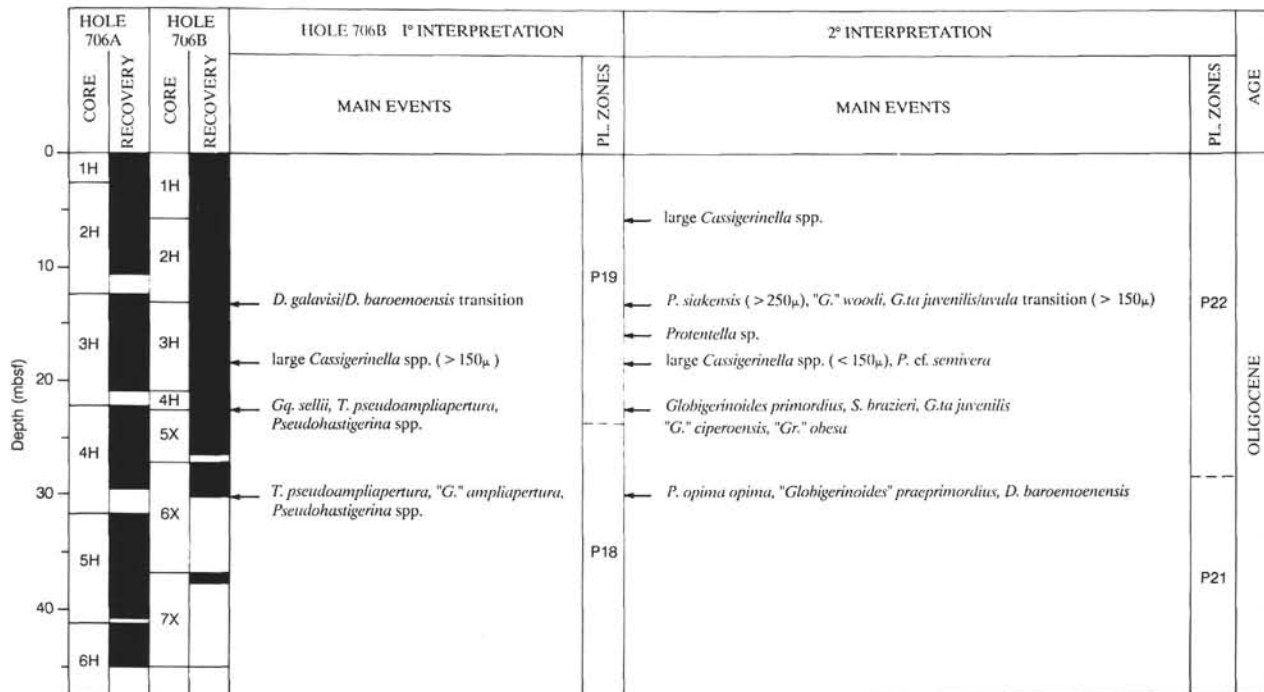 HOLE 706A
HOLE 706B
HOLE 706B I° INTERPRETATION
2° INTERPRETATION
AGE
CORE
RECOVERY
CORE
RECOVERY
MAIN EVENTS
PL. ZONES
MAIN EVENTS
PL. ZONES
Depth (mbsf)
0
10
20
30
40
1H
2H
3H
4H
5H
6H
1H
2H
3H
4H
5X
6X
7X
D. galavisi/D. baroemoensis transition
large Cassigerinella spp. (> 150μ)
Gq. sellii, T. pseudoampliapertura,
Pseudohastigerina spp.
T. pseudoampliapertura, "G." ampliapertura,
Pseudohastigerina spp.
P19
P18
large Cassigerinella spp.
P. siakensis (>250μ), "G." woodi, G.ta juvenilis/uvula transition (> 150μ)
Protentella sp.
large Cassigerinella spp. (<150μ), P. cf. semivera
Globigerinoides primordius, S. brazieri, G.ta juvenilis
"G." ciperoensis, "Gr." obesa
P. opima opima, "Globigerinoides" praeprimordius, D. baroemoenensis
P22
P21
OLIGOCENE